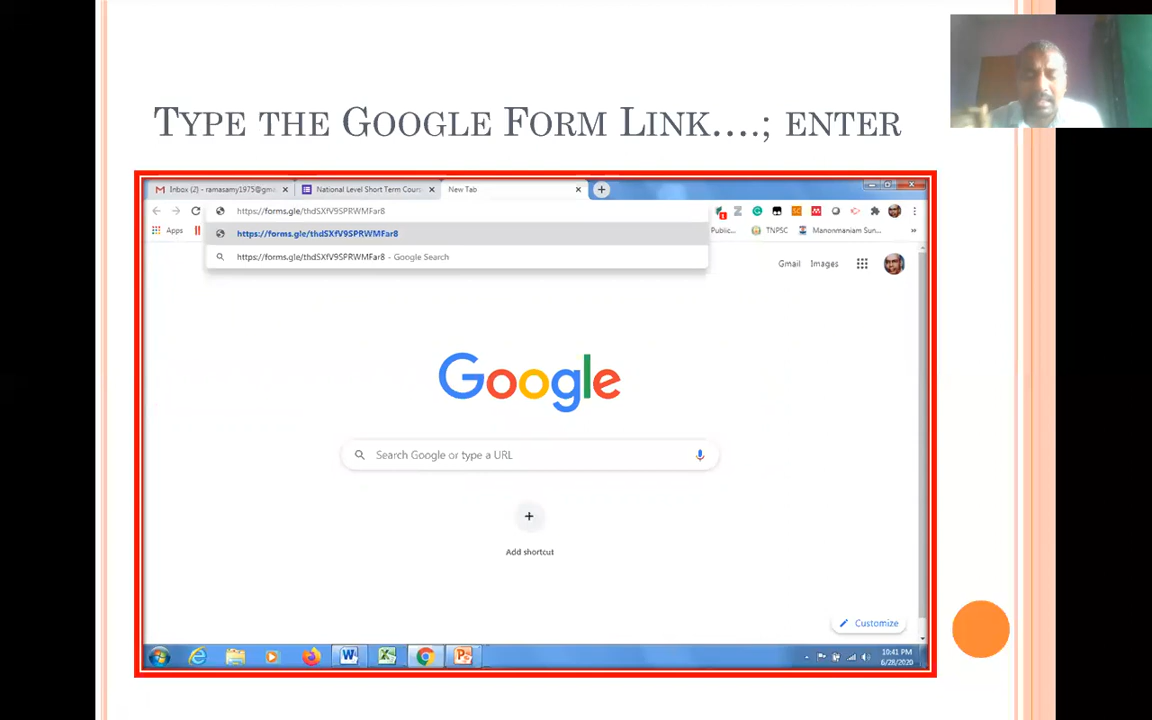 TYPE THE GOOGLE FORM LINK....; ENTER
Inbox (2) - ramasamy1975@gm
National Level Short Term Cours
New Tab
https://forms.gle/thdSXfV9SPRWMFar8
Apps
Public...
TNPSC
Manonmaniam Sun...
https://forms.gle/thdSXfV9SPRWMFar8
https://forms.gle/thdSXfV9SPRWMFar8 - Google Search
Gmail Images
Google
Search Google or type a URL
Add shortcut
Customize
10:41 PM
6/28/2020